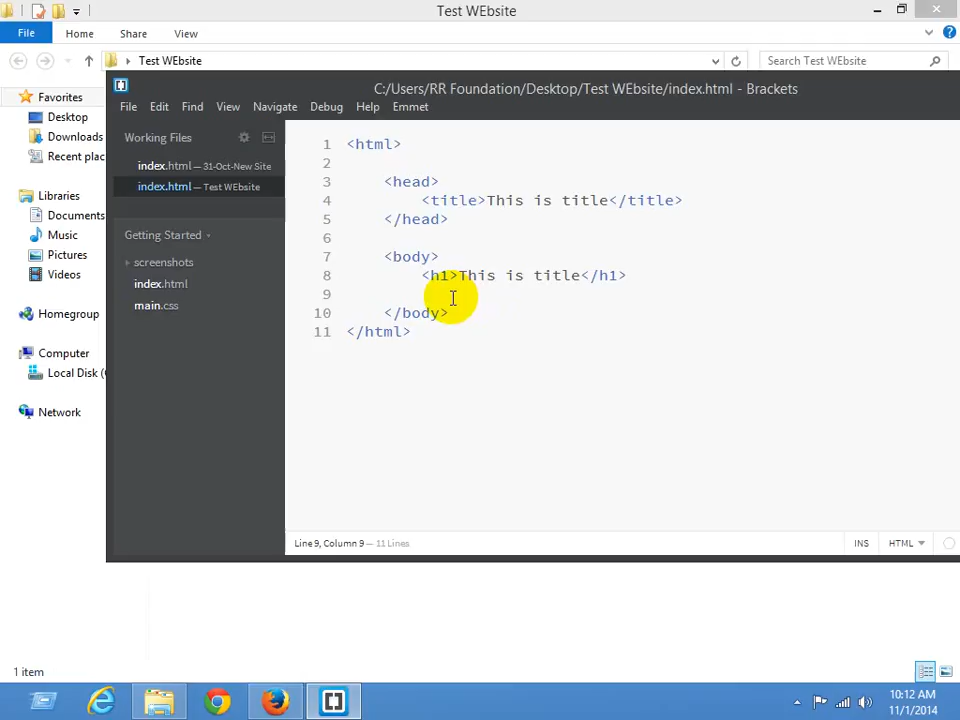 Test WEbsite
File Home Share View
Test WEbsite
Search Test WEbsite
Favorites
Desktop
Downloads
Recent plac
Libraries
Documents
Music
Pictures
Videos
Homegroup
Computer
Local Disk (
Network
1 item
C:/Users/RR Foundation/Desktop/Test WEbsite/index.html - Brackets
File Edit Find View Navigate Debug Help Emmet
Working Files
index.html — 31-Oct-New Site
index.html — Test WEbsite
Getting Started
screenshots
index.html
main.css
1 <html>
2
3 <head>
4 <title>This is title</title>
5 </head>
6
7 <body>
8 <h1>This is title</h1>
9
10 </body>
11 </html>
Line 9, Column 9 — 11 Lines
INS HTML
10:12 AM
11/1/2014